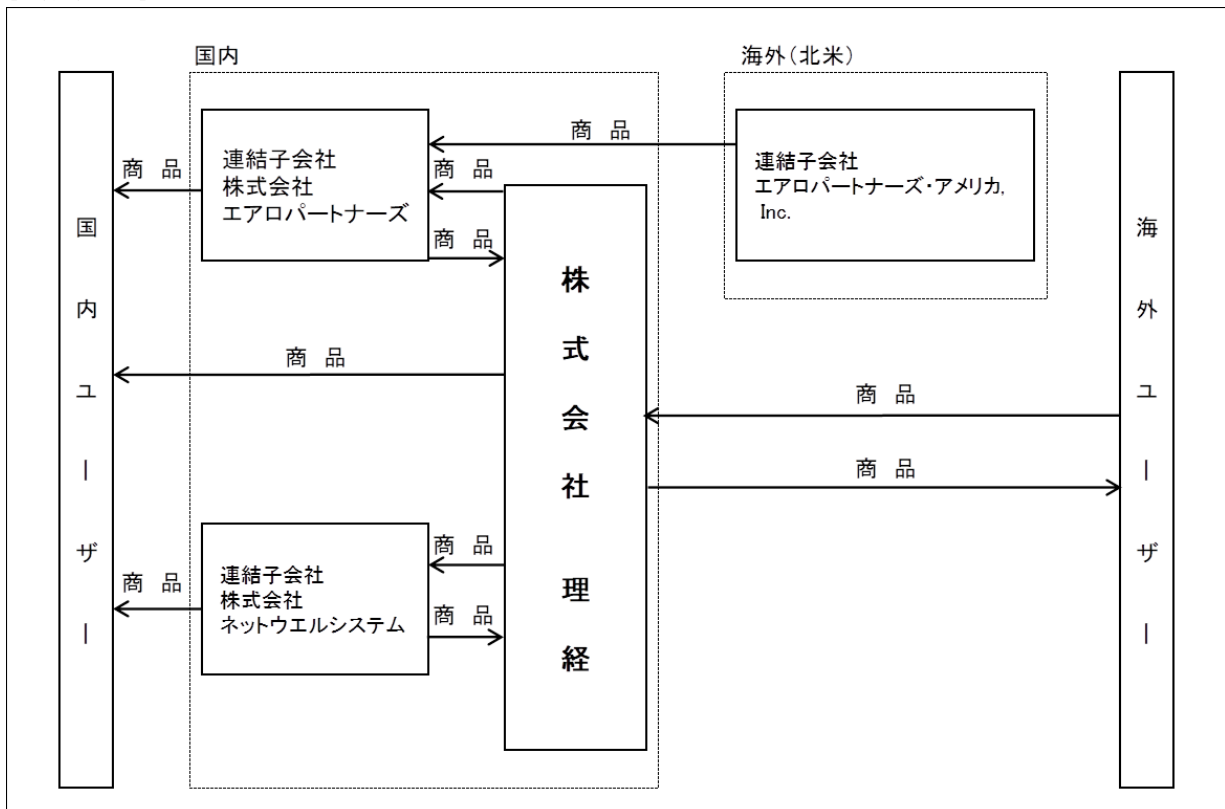 国内
海外(北米)
商 品
連結子会社
株式会社
エアロパートナーズ
商 品
商 品
商 品
連結子会社
エアロパートナーズ・アメリカ,
Inc.
国内ユーザー
株式会社 理経
海外ユーザー
商 品
商 品
商 品
商 品
連結子会社
株式会社
ネットウエルシステム
商 品
商 品